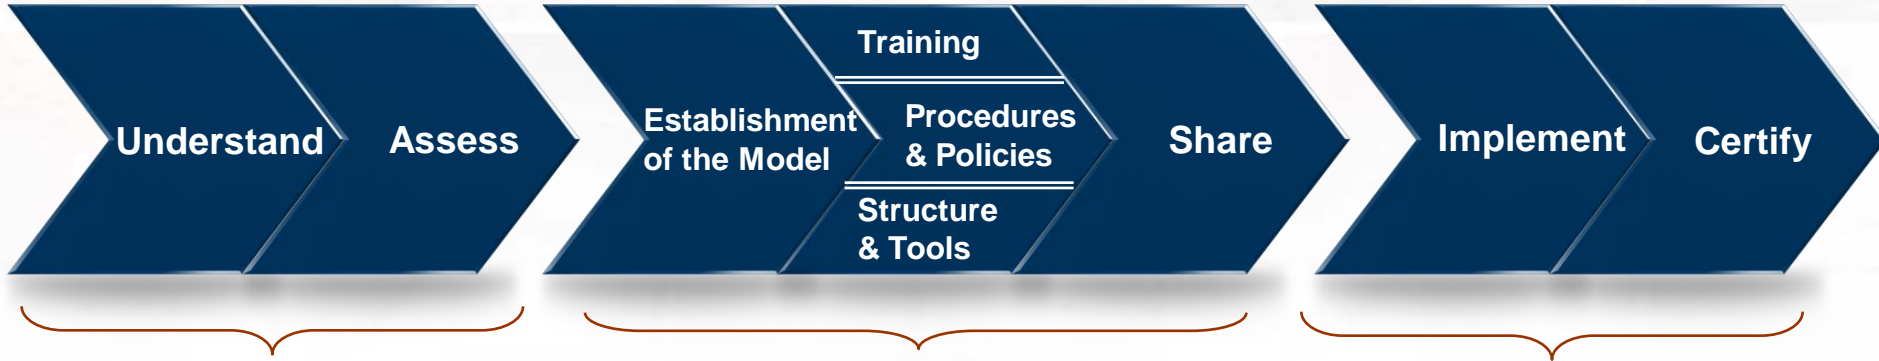 Understand
Assess
Establishment
of the Model
Training
Procedures
& Policies
Structure
& Tools
Share
Implement
Certify